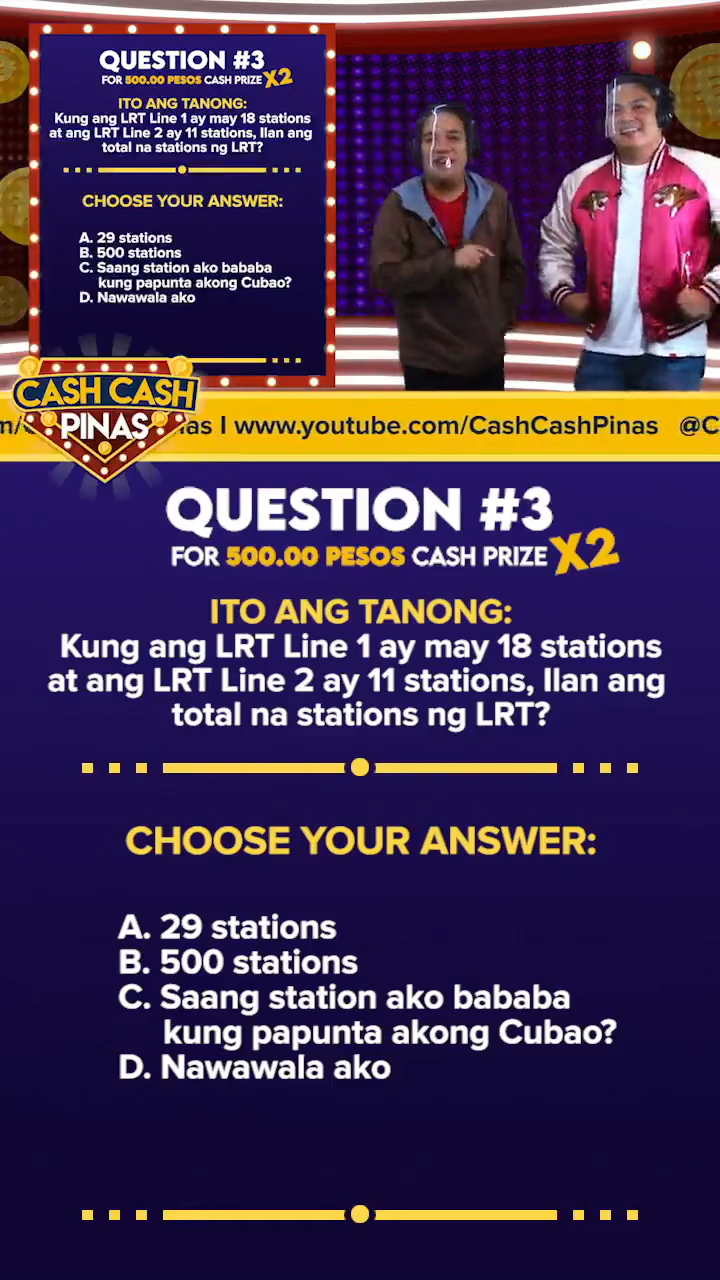 QUESTION #3
FOR 500.00 PESOS CASH PRIZE X2
ITO ANG TANONG:
Kung ang LRT Line 1 ay may 18 stations
at ang LRT Line 2 ay 11 stations, Ilan ang
total na stations ng LRT?
CHOOSE YOUR ANSWER:
A. 29 stations
B. 500 stations
C. Saang station ako bababa
kung papunta akong Cubao?
D. Nawawala ako
CASH CASH
PINAS
www.youtube.com/CashCashPinas
QUESTION #3
FOR 500.00 PESOS CASH PRIZE X2
ITO ANG TANONG:
Kung ang LRT Line 1 ay may 18 stations
at ang LRT Line 2 ay 11 stations, Ilan ang
total na stations ng LRT?
CHOOSE YOUR ANSWER:
A. 29 stations
B. 500 stations
C. Saang station ako bababa
kung papunta akong Cubao?
D. Nawawala ako